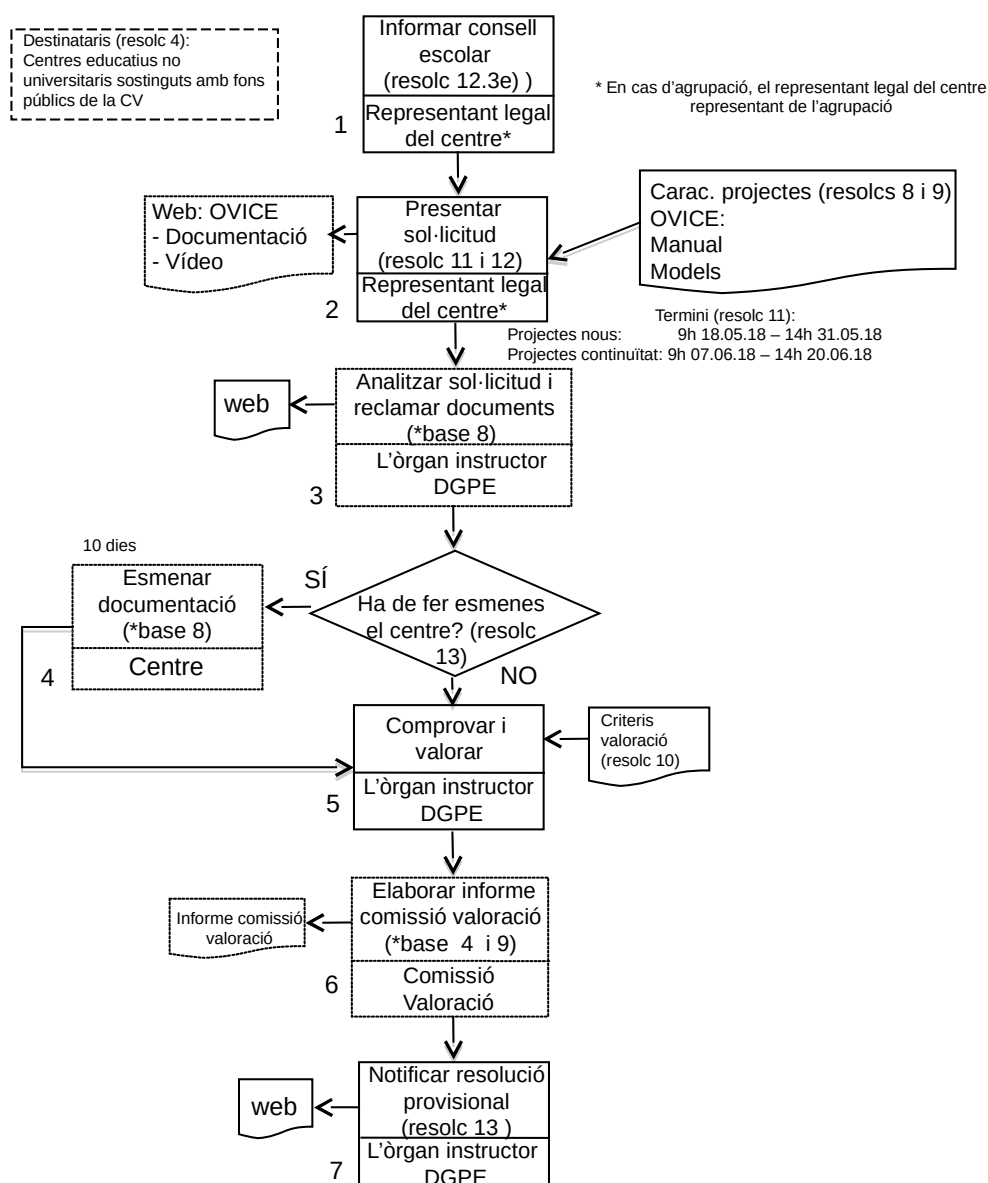 Destinataris (resolc 4):
Centres educatius no
universitaris sostinguts amb fons
públics de la CV
Informar consell
escolar
(resolc 12.3e) )
Representant legal
del centre*
1
* En cas d’agrupació, el representant legal del centre
representant de l’agrupació
Web: OVICE
- Documentació
- Vídeo
Presentar
sol·licitud
(resolc 11 i 12)
Representant legal
del centre*
2
Carac. projectes (resolcs 8 i 9)
OVICE:
Manual
Models
Termini (resolc 11):
Projectes nous: 9h 18.05.18 – 14h 31.05.18
Projectes continuïtat: 9h 07.06.18 – 14h 20.06.18
web
Analitzar sol·licitud i
reclamar documents
(*base 8)
L’òrgan instructor
DGPE
3
10 dies
Esmenar
documentació
(*base 8)
Centre
4
SÍ
Ha de fer esmenes
el centre? (resolc
13)
NO
Comprovar i
valorar
L’òrgan instructor
DGPE
5
Criteris
valoració
(resolc 10)
Informe comissió
valoració
Elaborar informe
comissió valoració
(*base 4 i 9)
Comissió
Valoració
6
web
Notificar resolució
provisional
(resolc 13 )
L’òrgan instructor
DGPE
7